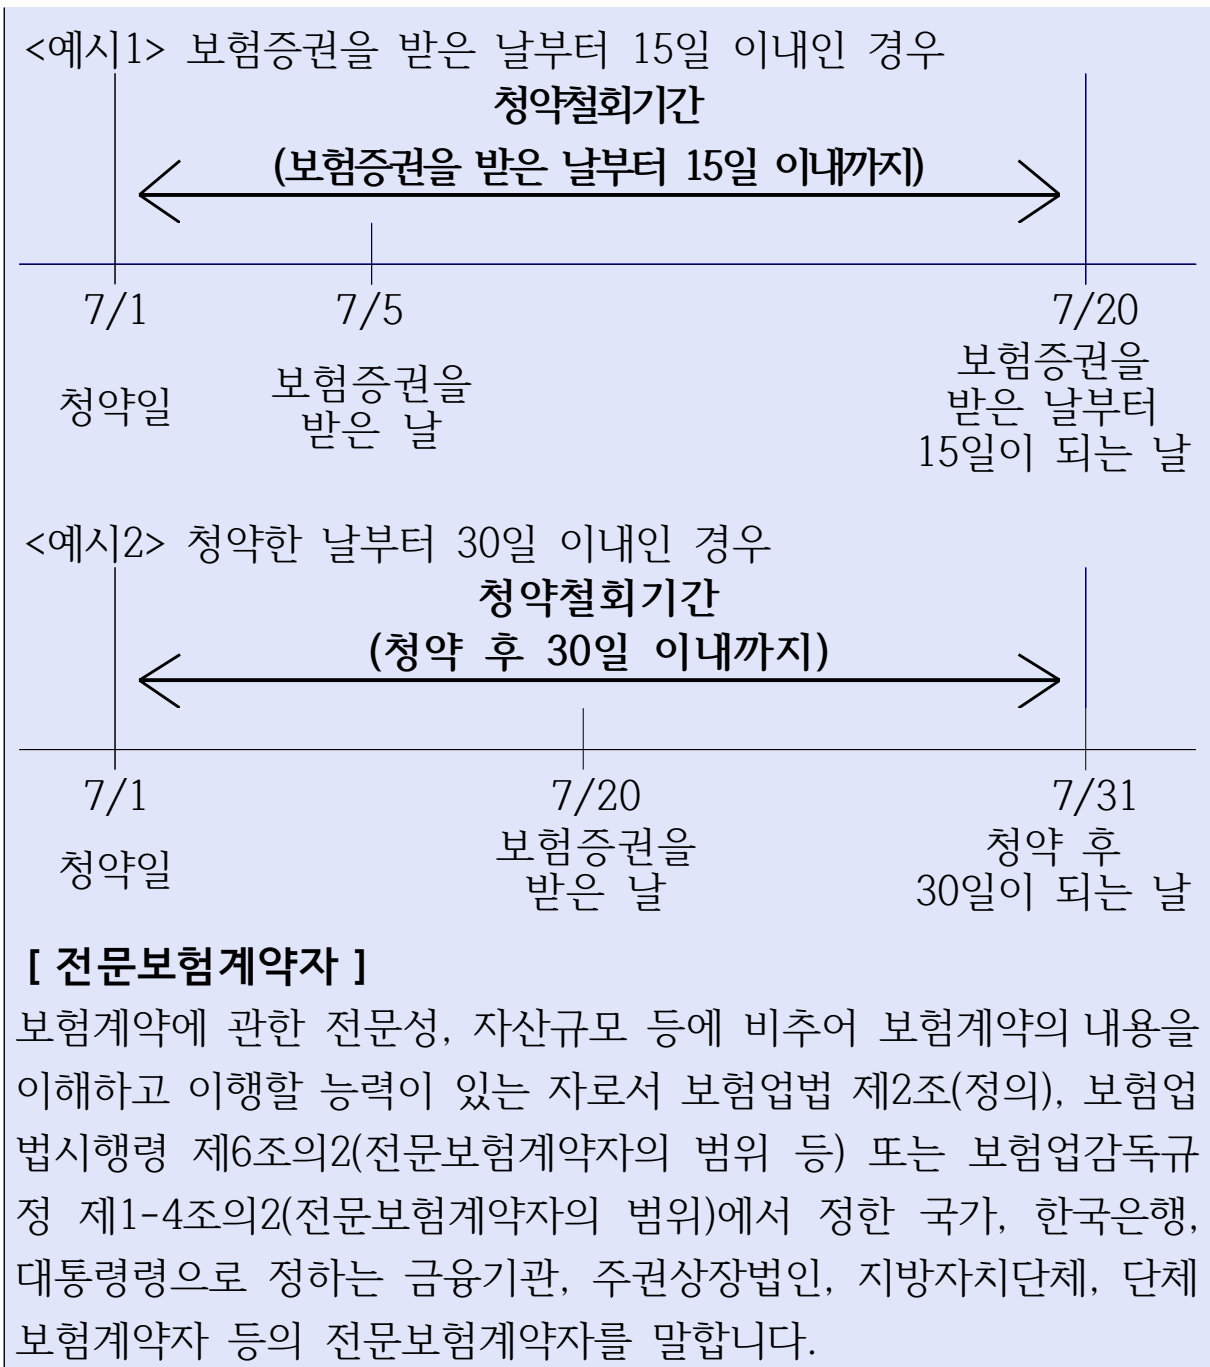 <예시1> 보험증권을 받은 날부터 15일 이내인 경우
청약철회기간
(보험증권을 받은 날부터 15일 이내까지)
7/1
7/5
7/20
청약일
보험증권을
받은 날
보험증권을
받은 날부터
15일이 되는 날
<예시2> 청약한 날부터 30일 이내인 경우
청약철회기간
(청약 후 30일 이내까지)
7/1
7/20
7/31
청약일
보험증권을
받은 날
청약 후
30일이 되는 날
[ 전문보험계약자 ]
보험계약에 관한 전문성, 자산규모 등에 비추어 보험계약의 내용을
이해하고 이행할 능력이 있는 자로서 보험업법 제2조(정의), 보험업
법시행령 제6조의2(전문보험계약자의 범위 등) 또는 보험업감독규
정 제1-4조의2(전문보험계약자의 범위)에서 정한 국가, 한국은행,
대통령령으로 정하는 금융기관, 주권상장법인, 지방자치단체, 단체
보험계약자 등의 전문보험계약자를 말합니다.